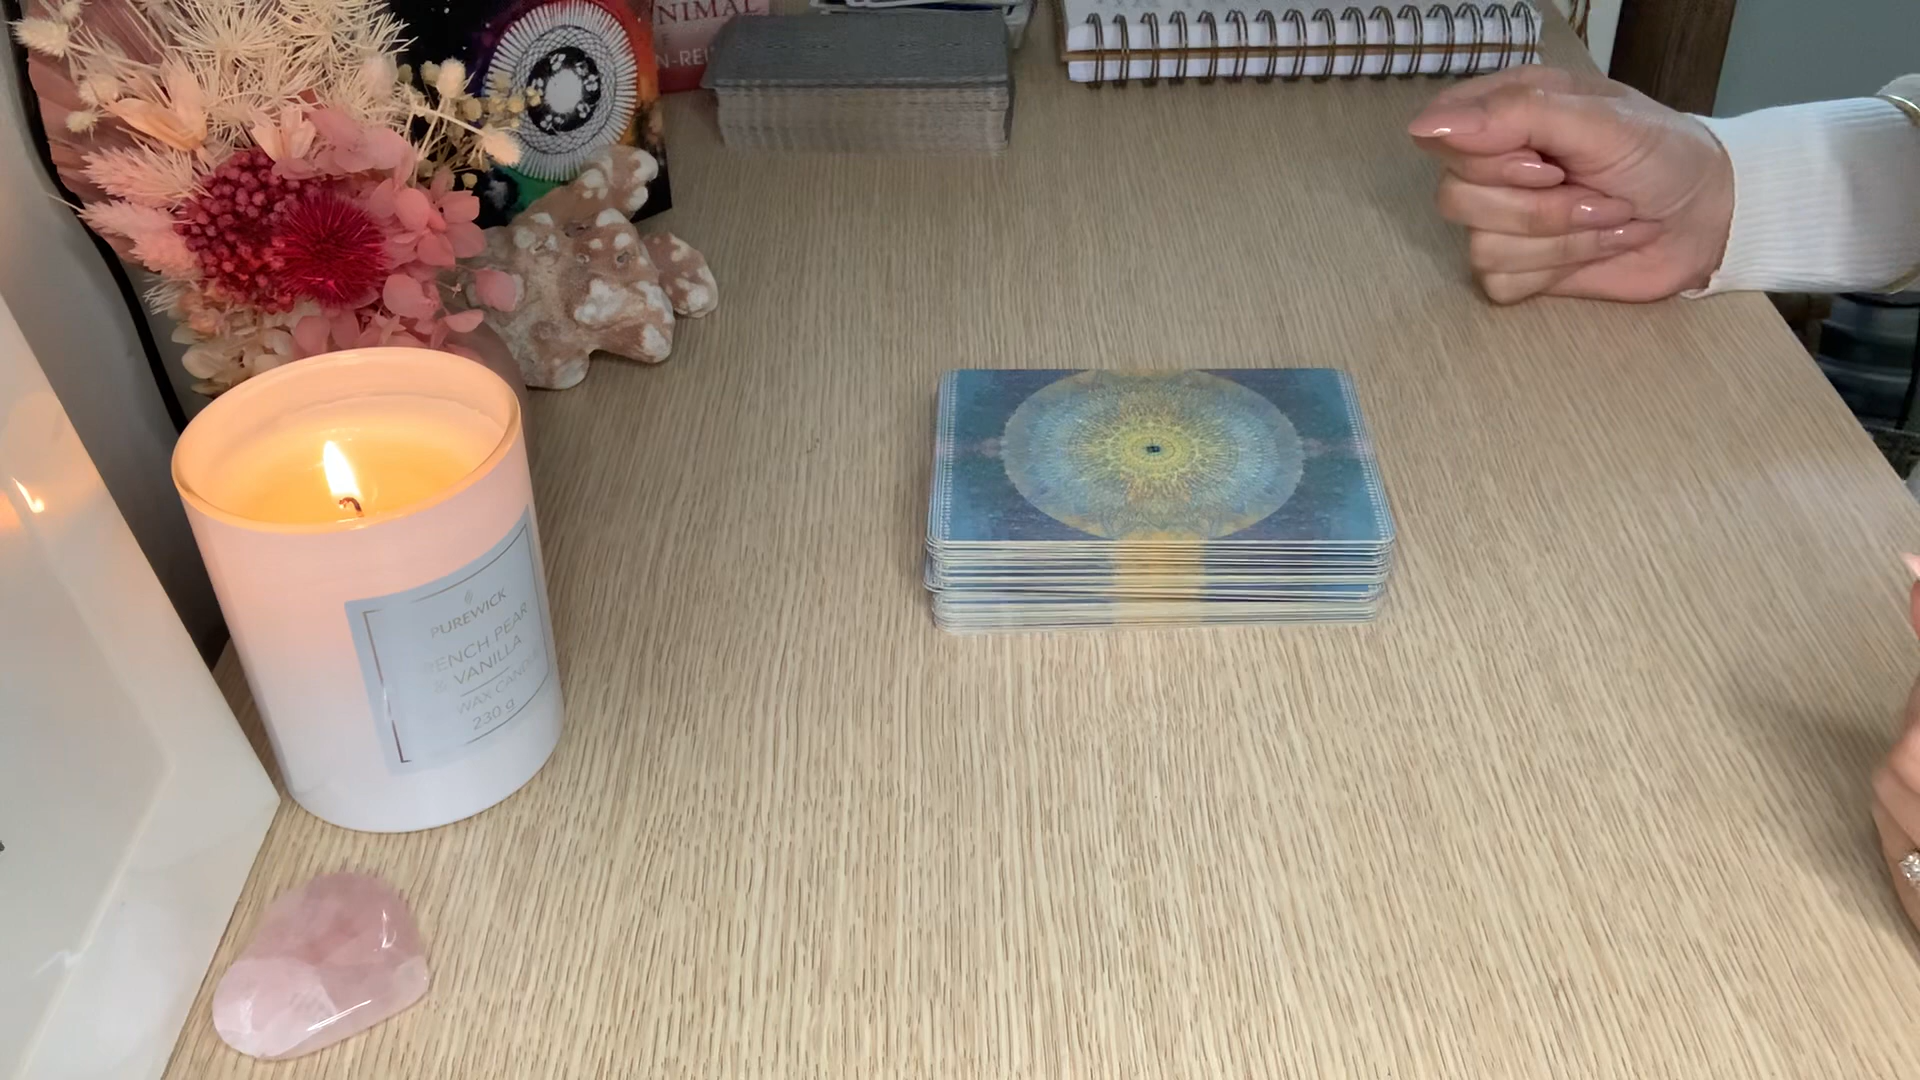 NIMAL
N-REI
PUREWICK
RENCH PEAR
& VANILLA
WAX CANDLE
230 g